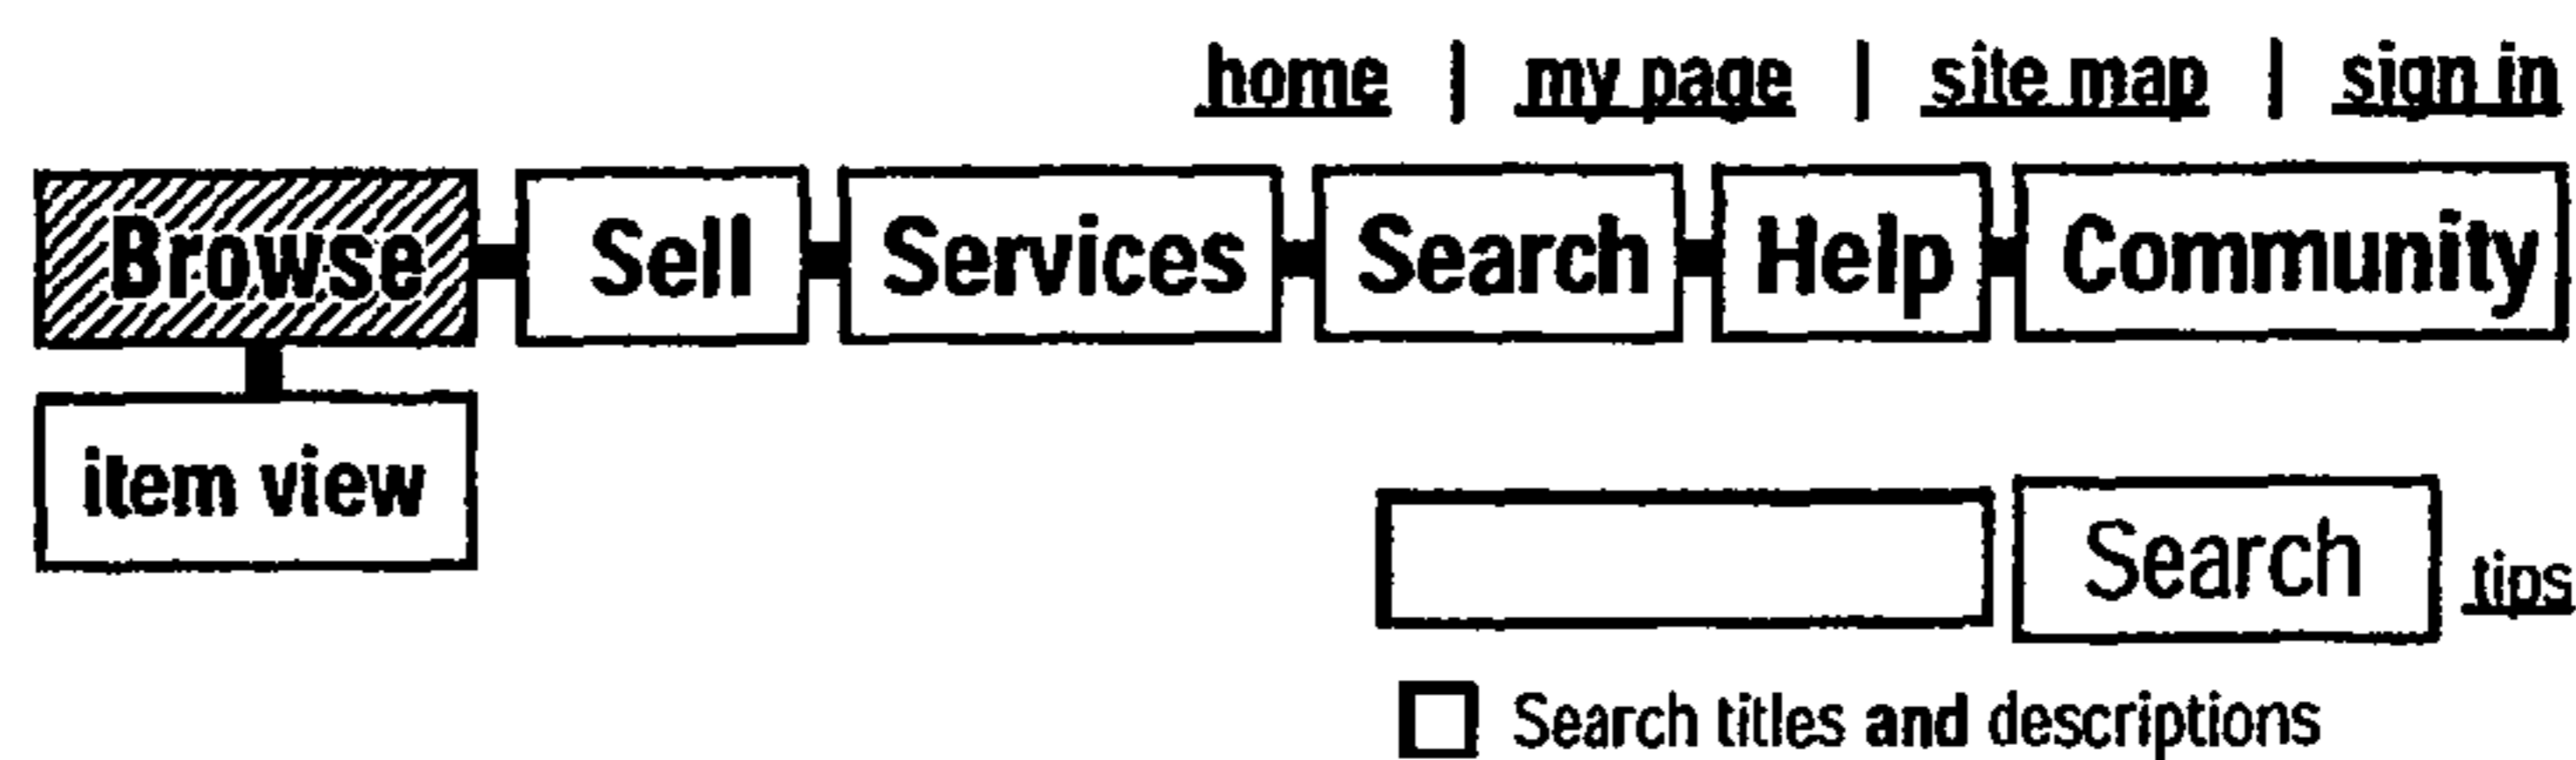 home | my page | site map | sign in
Browse Sell Services Search Help Community
item view
Search tips
Search titles and descriptions